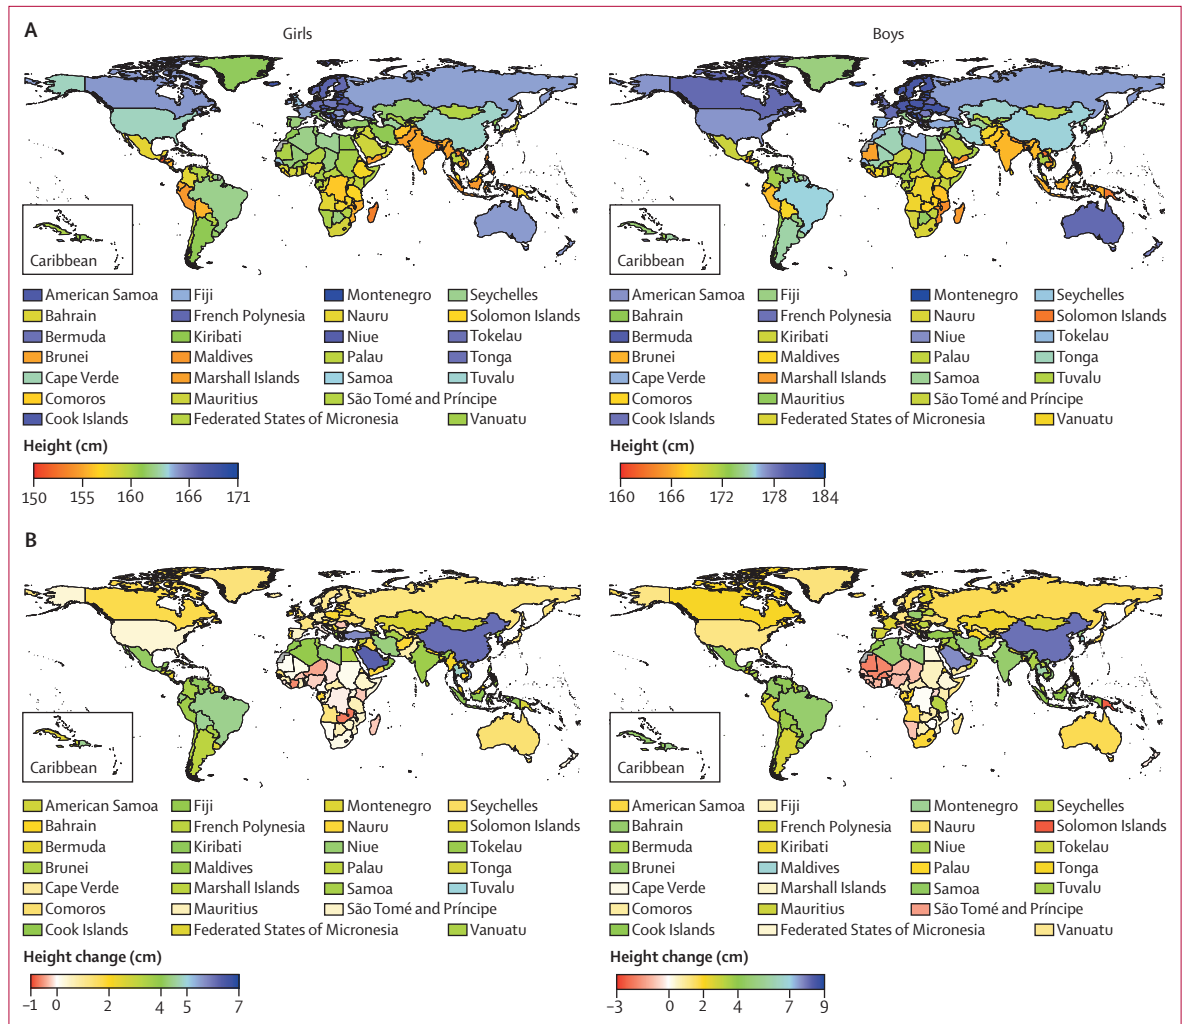 A
Girls
Boys
Caribbean
Caribbean
American Samoa
Fiji
Montenegro
Seychelles
Bahrain
French Polynesia
Nauru
Solomon Islands
Bermuda
Kiribati
Niue
Tokelau
Brunei
Maldives
Palau
Tonga
Cape Verde
Marshall Islands
Samoa
Tuvalu
Comoros
Mauritius
São Tomé and Príncipe
Cook Islands
Federated States of Micronesia
Vanuatu
Height (cm)
150 155 160 166 171
American Samoa
Fiji
Montenegro
Seychelles
Bahrain
French Polynesia
Nauru
Solomon Islands
Bermuda
Kiribati
Niue
Tokelau
Brunei
Maldives
Palau
Tonga
Cape Verde
Marshall Islands
Samoa
Tuvalu
Comoros
Mauritius
São Tomé and Príncipe
Cook Islands
Federated States of Micronesia
Vanuatu
Height (cm)
160 166 172 178 184
B
Caribbean
Caribbean
American Samoa
Fiji
Montenegro
Seychelles
Bahrain
French Polynesia
Nauru
Solomon Islands
Bermuda
Kiribati
Niue
Tokelau
Brunei
Maldives
Palau
Tonga
Cape Verde
Marshall Islands
Samoa
Tuvalu
Comoros
Mauritius
São Tomé and Príncipe
Cook Islands
Federated States of Micronesia
Vanuatu
Height change (cm)
–1 0 2 4 5 7
American Samoa
Fiji
Montenegro
Seychelles
Bahrain
French Polynesia
Nauru
Solomon Islands
Bermuda
Kiribati
Niue
Tokelau
Brunei
Maldives
Palau
Tonga
Cape Verde
Marshall Islands
Samoa
Tuvalu
Comoros
Mauritius
São Tomé and Príncipe
Cook Islands
Federated States of Micronesia
Vanuatu
Height change (cm)
–3 0 2 4 7 9